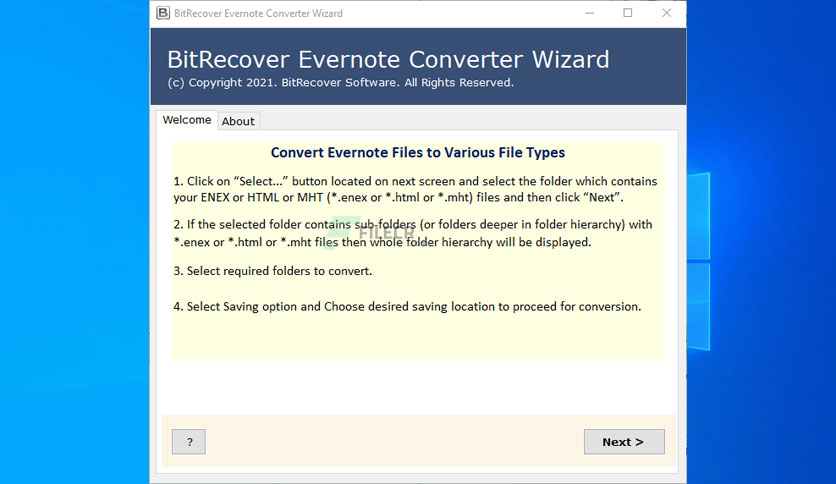 BitRecover Evernote Converter Wizard
BitRecover Evernote Converter Wizard
(c) Copyright 2021. BitRecover Software. All Rights Reserved.
Welcome
About
Convert Evernote Files to Various File Types
1. Click on “Select...” button located on next screen and select the folder which contains
your ENEX or HTML or MHT (*.enex or *.html or *.mht) files and then click “Next”.
2. If the selected folder contains sub-folders (or folders deeper in folder hierarchy) with
FILECR
*.enex or *.html or *.mht files then whole folder hierarchy will be displayed.
3. Select required folders to convert.
4. Select Saving option and Choose desired saving location to proceed for conversion.
?
Next >